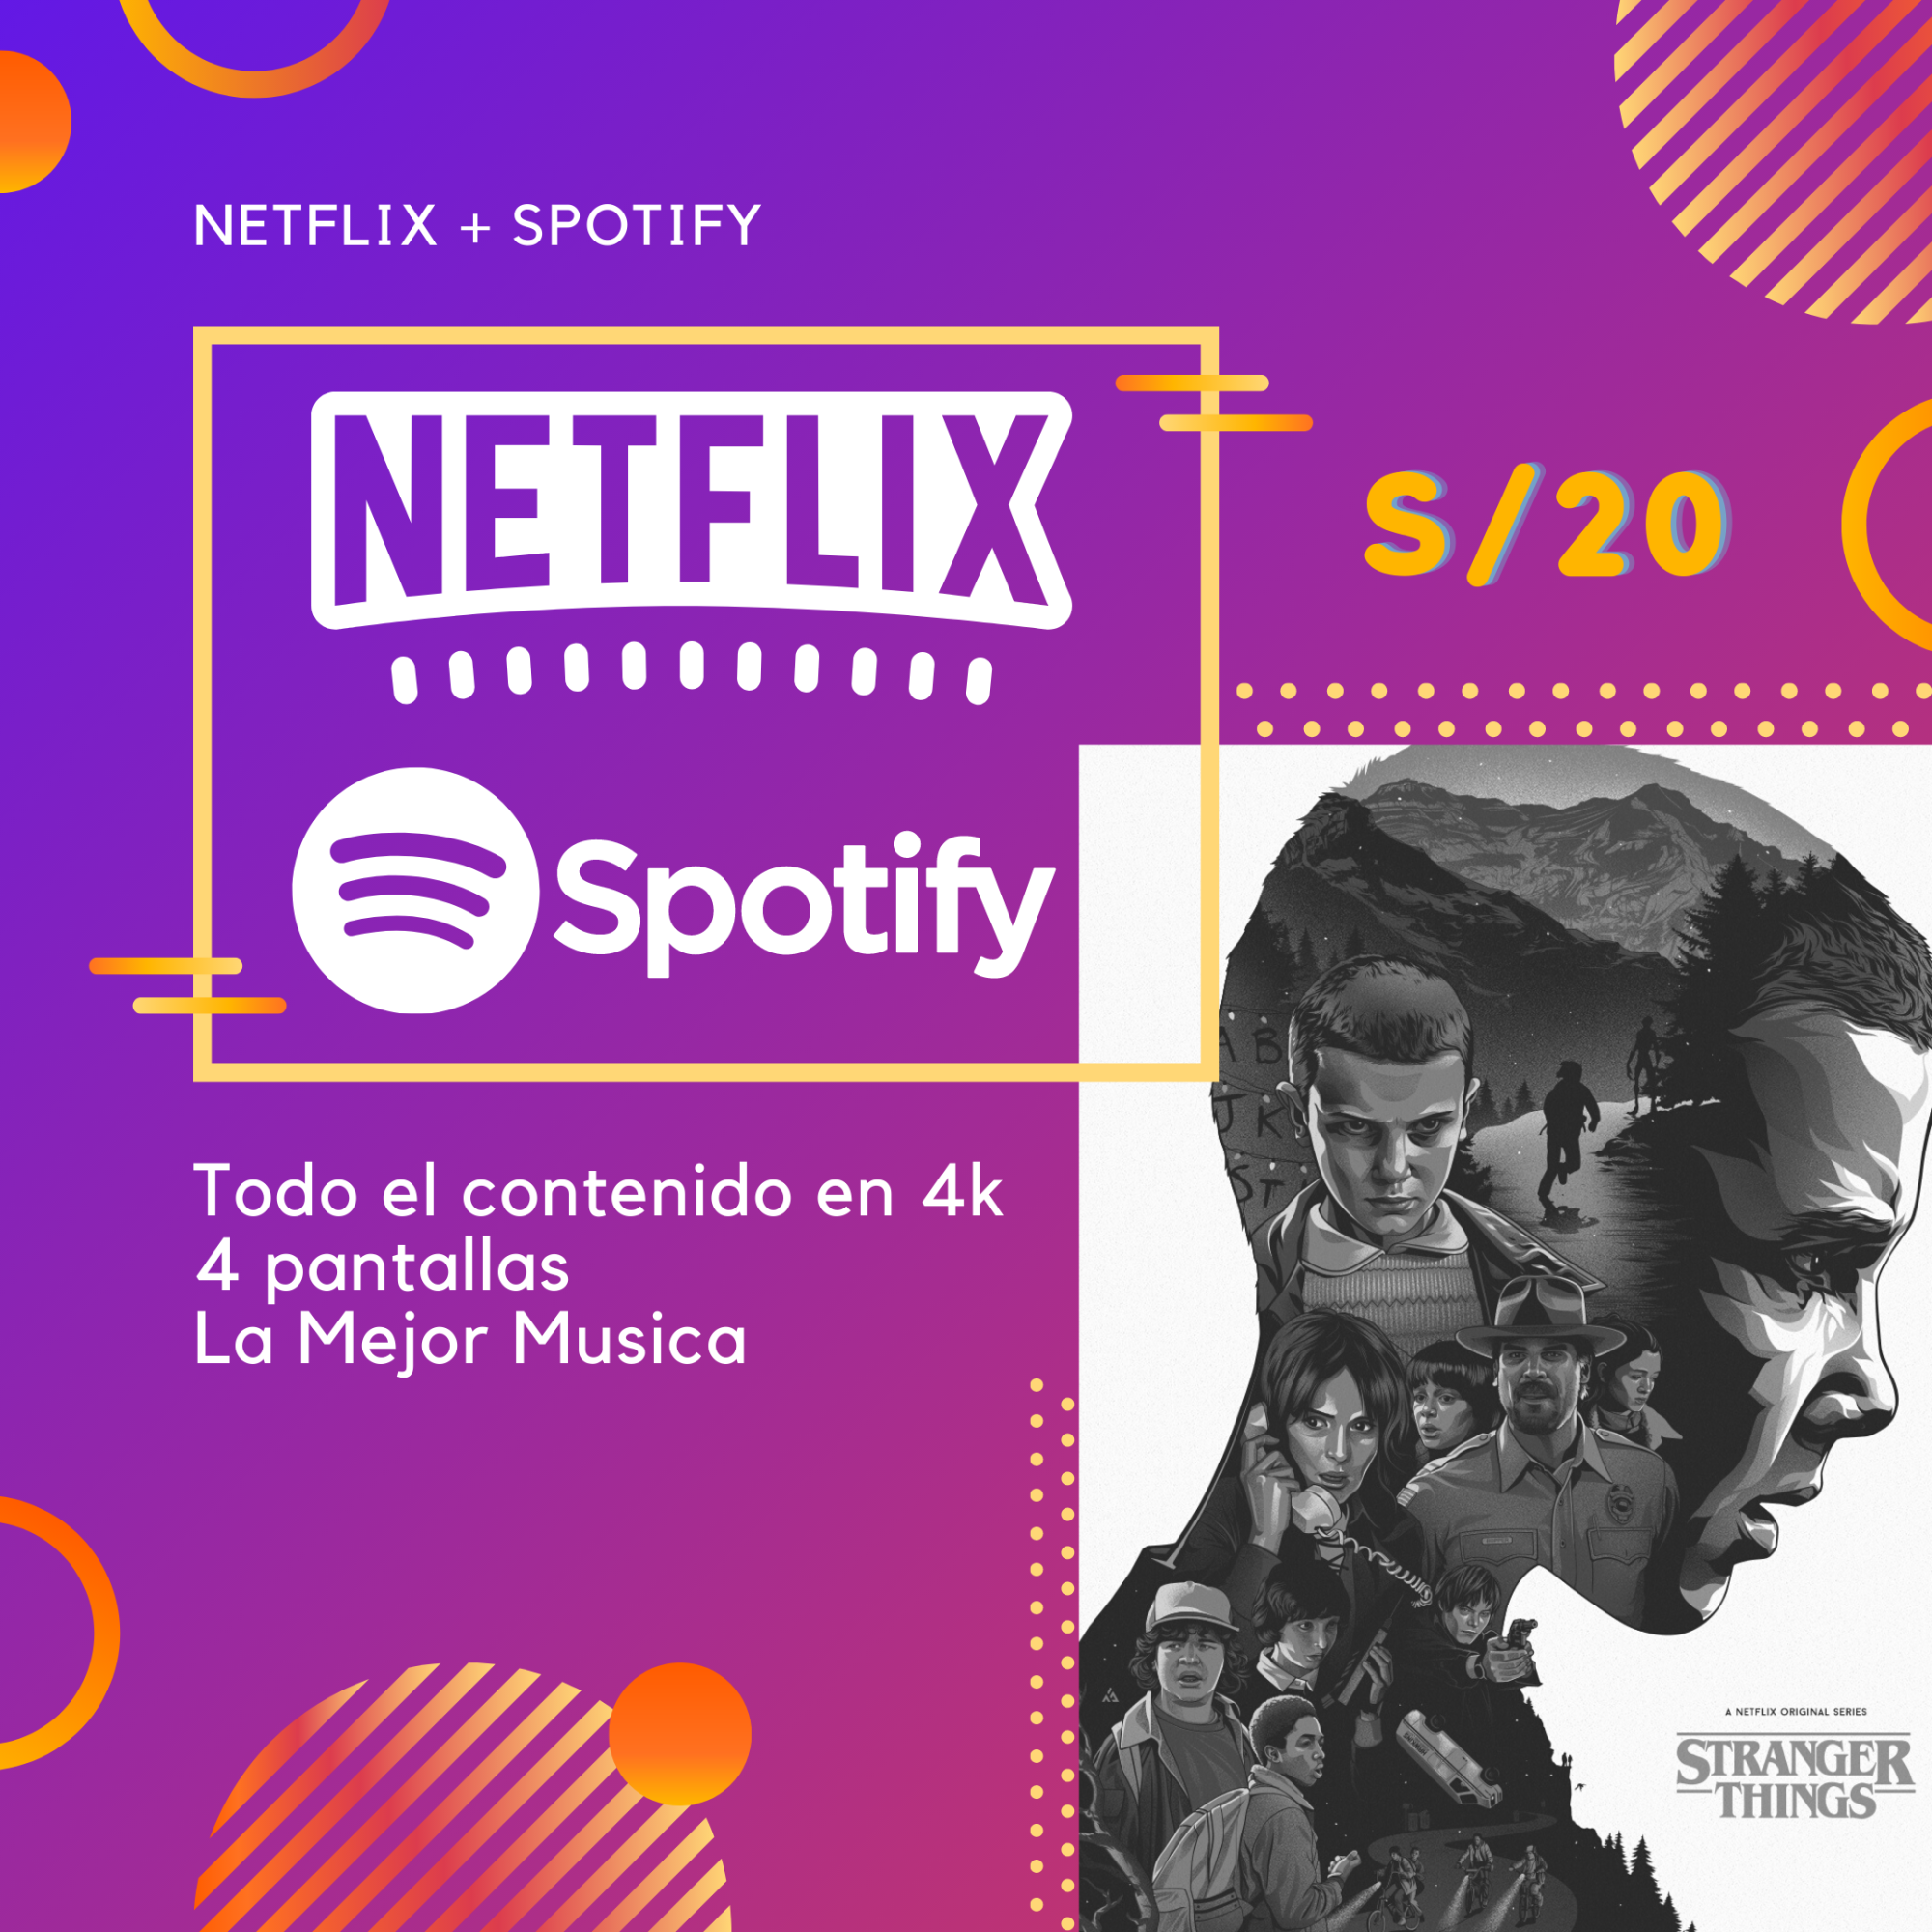 NETFLIX + SPOTIFY
NETFLIX
S/20
Spotify
Todo el contenido en 4k
4 pantallas
La Mejor Musica
A B
J K
S T
A NETFLIX ORIGINAL SERIES
STRANGER
THINGS